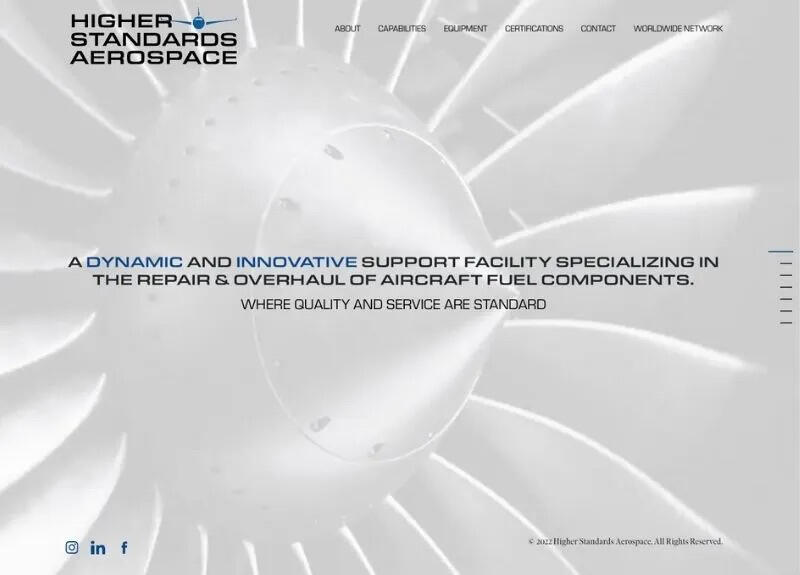 HIGHER
STANDARDS
AEROSPACE
ABOUT CAPABILITIES EQUIPMENT CERTIFICATIONS CONTACT WORLDWIDE NETWORK
A DYNAMIC AND INNOVATIVE SUPPORT FACILITY SPECIALIZING IN
THE REPAIR & OVERHAUL OF AIRCRAFT FUEL COMPONENTS.
WHERE QUALITY AND SERVICE ARE STANDARD
in f
© 2022 Higher Standards Aerospace. All Rights Reserved.